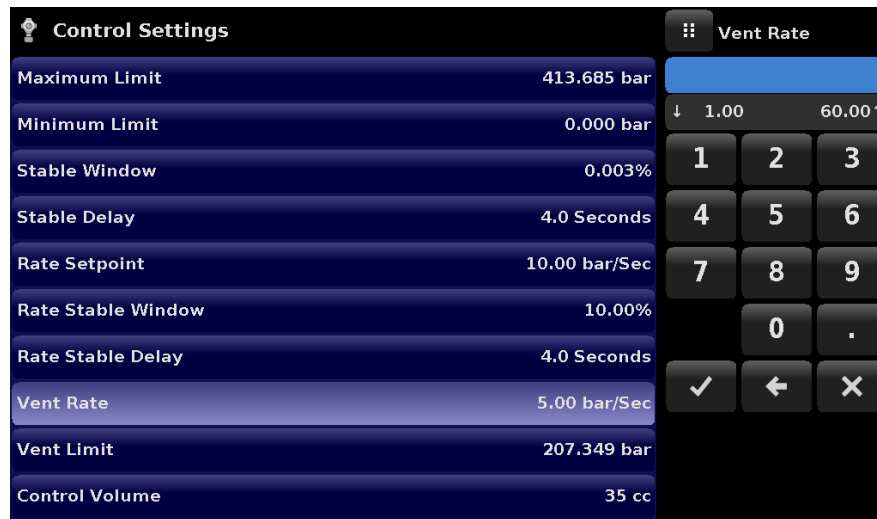 Control Settings
Maximum Limit 413.685 bar
Minimum Limit 0.000 bar
Stable Window 0.003%
Stable Delay 4.0 Seconds
Rate Setpoint 10.00 bar/Sec
Rate Stable Window 10.00%
Rate Stable Delay 4.0 Seconds
Vent Rate 5.00 bar/Sec
Vent Limit 207.349 bar
Control Volume 35 cc
Vent Rate
↓ 1.00 60.00↑
1 2 3
4 5 6
7 8 9
0 .